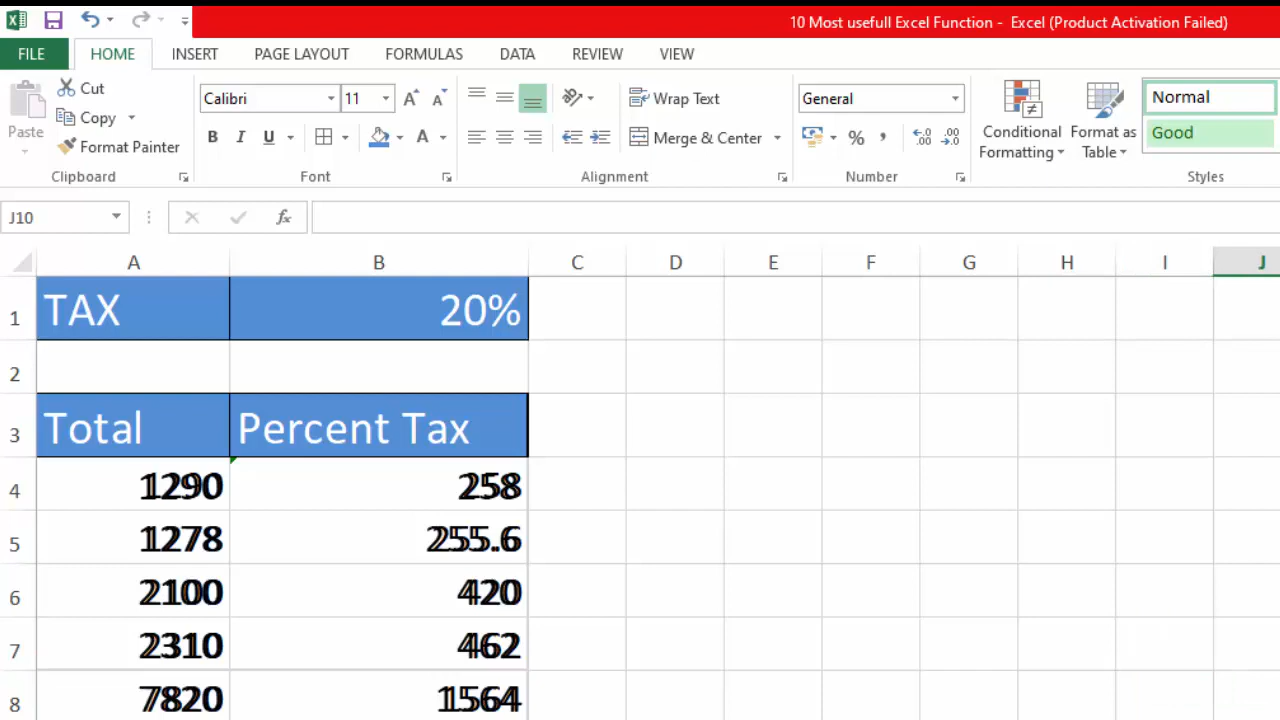 10 Most usefull Excel Function - Excel (Product Activation Failed)
FILE HOME INSERT PAGE LAYOUT FORMULAS DATA REVIEW VIEW
Cut
Copy
Format Painter
Paste
Clipboard
Calibri 11
B I U
Font
Wrap Text
Merge & Center
Alignment
General
%
Number
Conditional
Formatting
Format as
Table
Normal
Good
Styles
J10 fx
A B C D E F G H I J
1 TAX 20%
2
3 Total Percent Tax
4 1290 258
5 1278 255.6
6 2100 420
7 2310 462
8 7820 1564